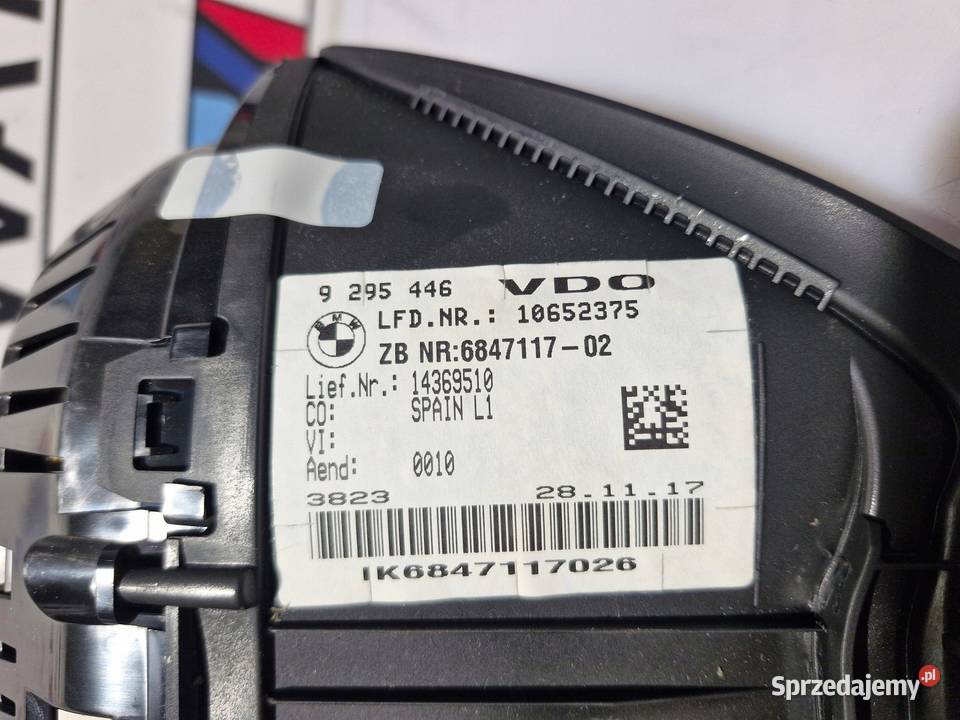 9 295 446 VDO
BMW
LFD.NR.: 10652375
ZB NR:6847117-02
Lief.Nr.: 14369510
CO: SPAIN L1
VI:
Aend: 0010
3823 28.11.17
IK6847117026
Sprzedajemy.pl